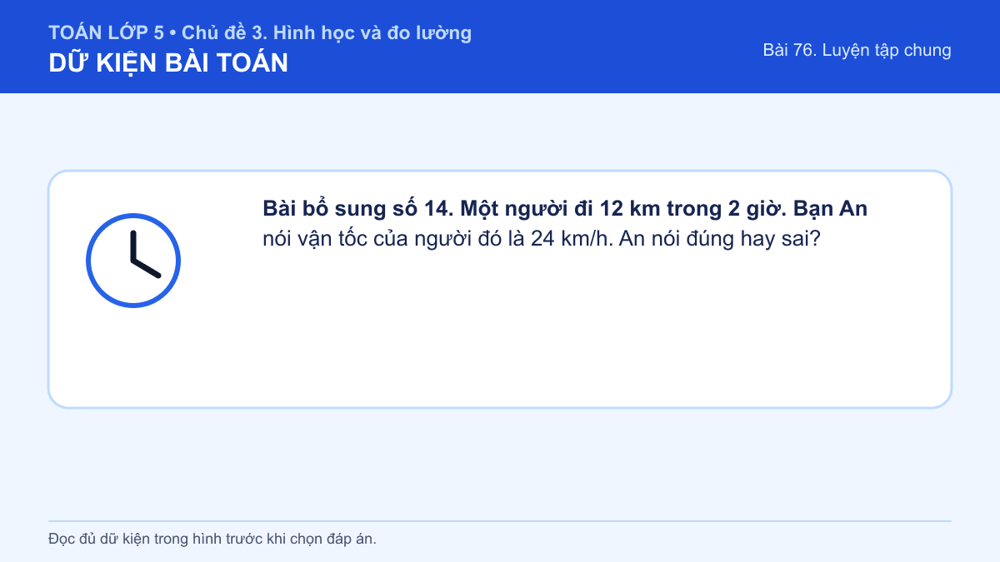 TOÁN LỚP 5 • Chủ đề 3. Hình học và đo lường
DỮ KIỆN BÀI TOÁN
Bài 76. Luyện tập chung
Bài bổ sung số 14. Một người đi 12 km trong 2 giờ. Bạn An
nói vận tốc của người đó là 24 km/h. An nói đúng hay sai?
Đọc đủ dữ kiện trong hình trước khi chọn đáp án.